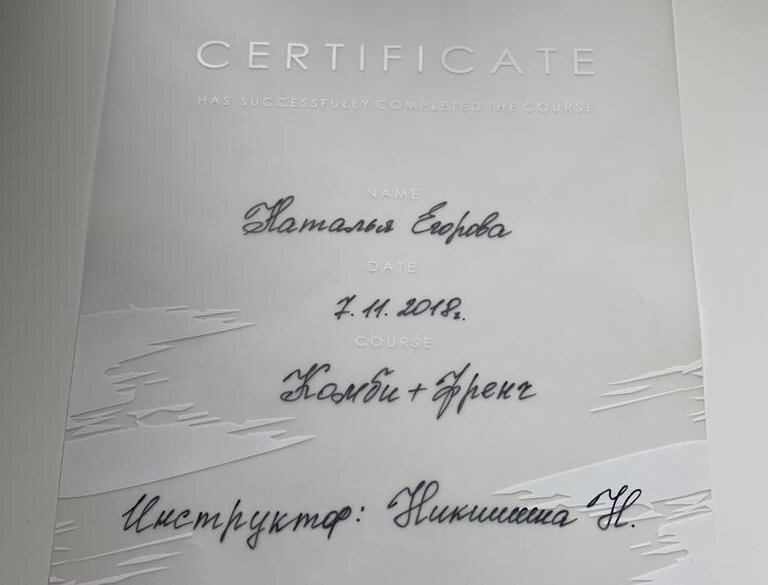 CERTIFICATE
HAS SUCCESSFULLY COMPLETED THE COURSE
NAME
Наталья Егорова
DATE
7.11.2018г.
COURSE
Комби + Френч
Инструктор: Никишина Н.